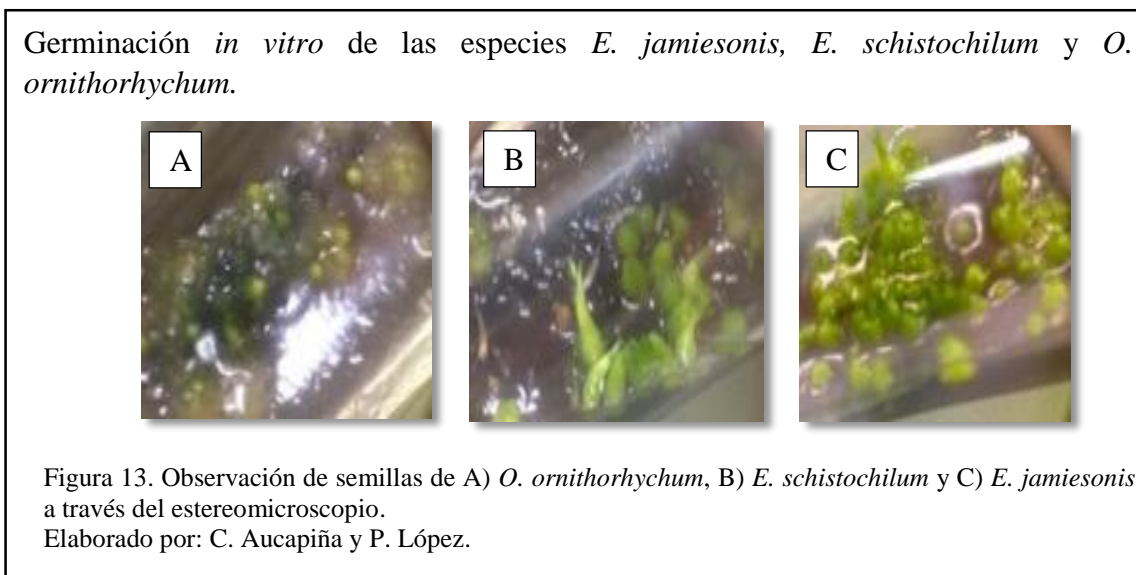 Germinación in vitro de las especies E. jamiesonis, E. schistochilum y O.
ornithorhychum.
A
B
C
Figura 13. Observación de semillas de A) O. ornithorhychum, B) E. schistochilum y C) E. jamiesonis
a través del estereomicroscopio.
Elaborado por: C. Aucapiña y P. López.